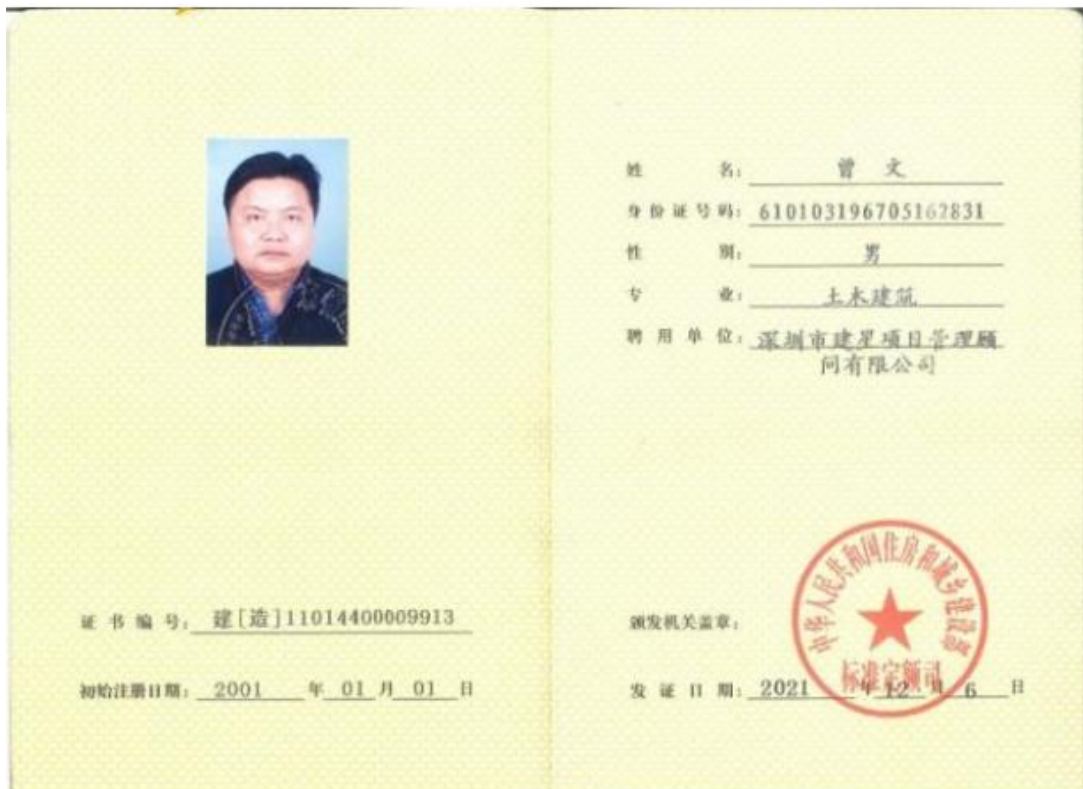 证书编号：建[造]11014400009913
初始注册日期：2001 年 01 月 01 日
姓名：曾文
身份证号码：610103196705162831
性别：男
专业：土木建筑
聘用单位：深圳市建星项目管理顾
问有限公司
中华人民共和国住房和城乡建设部
标准定额司
颁发机关盖章：
发证日期：2021 年 12 月 6 日